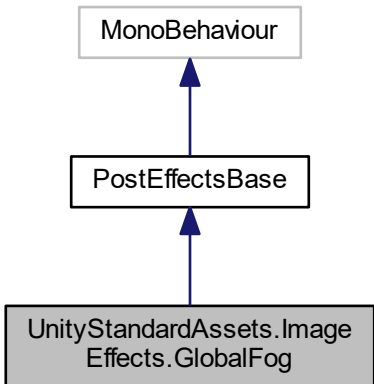 MonoBehaviour
PostEffectsBase
UnityStandardAssets.Image
Effects.GlobalFog